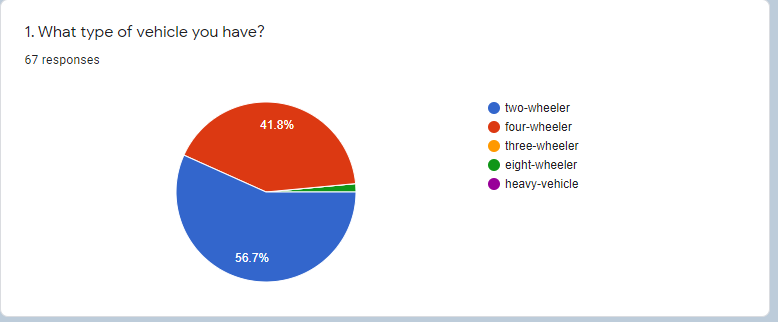 1. What type of vehicle you have?
67 responses
41.8%
56.7%
two-wheeler
four-wheeler
three-wheeler
eight-wheeler
heavy-vehicle